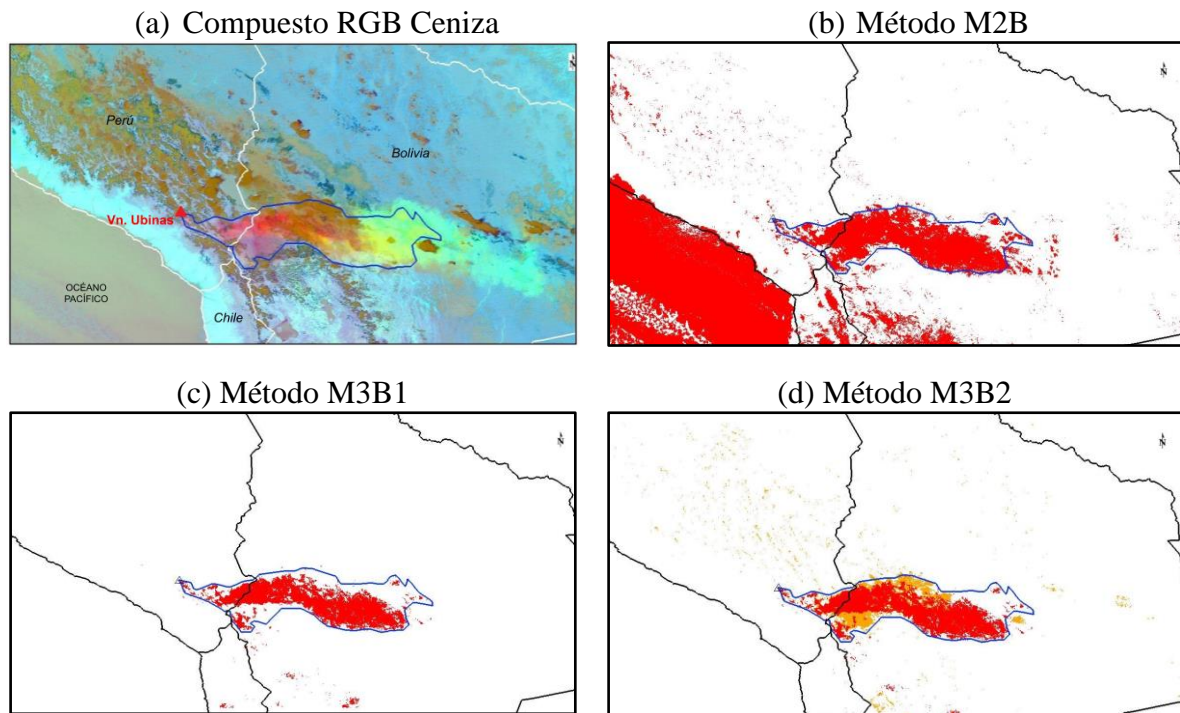 (a) Compuesto RGB Ceniza
(b) Método M2B
N
N
Perú
Bolivia
Vn. Ubinas
OCÉANO
PACÍFICO
Chile
(c) Método M3B1
(d) Método M3B2
N
N